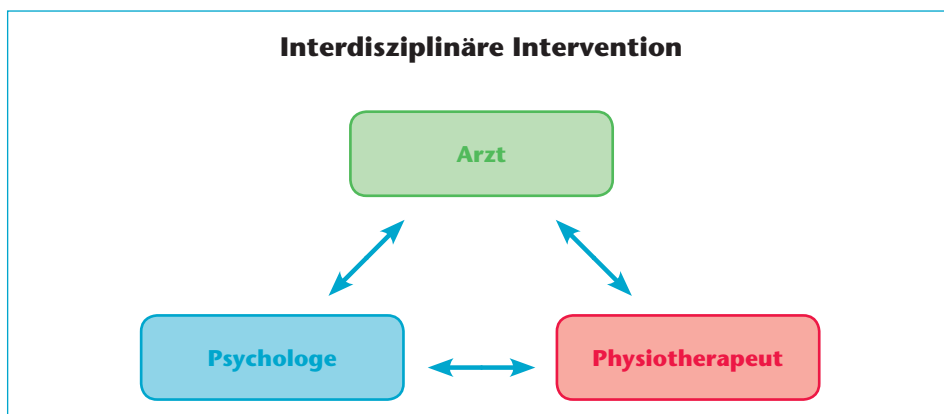 Interdisziplinäre Intervention
Arzt
Psychologe
Physiotherapeut